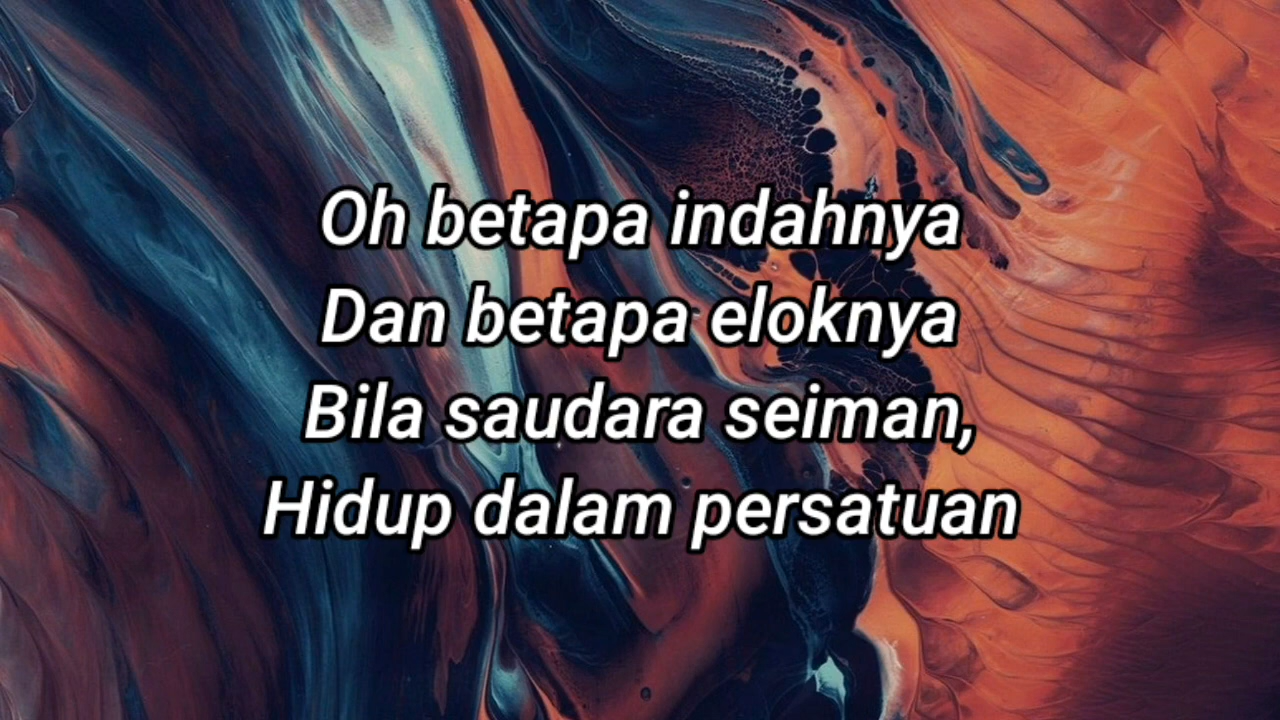 Oh betapa indahnya
Dan betapa eloknya
Bila saudara seiman,
Hidup dalam persatuan